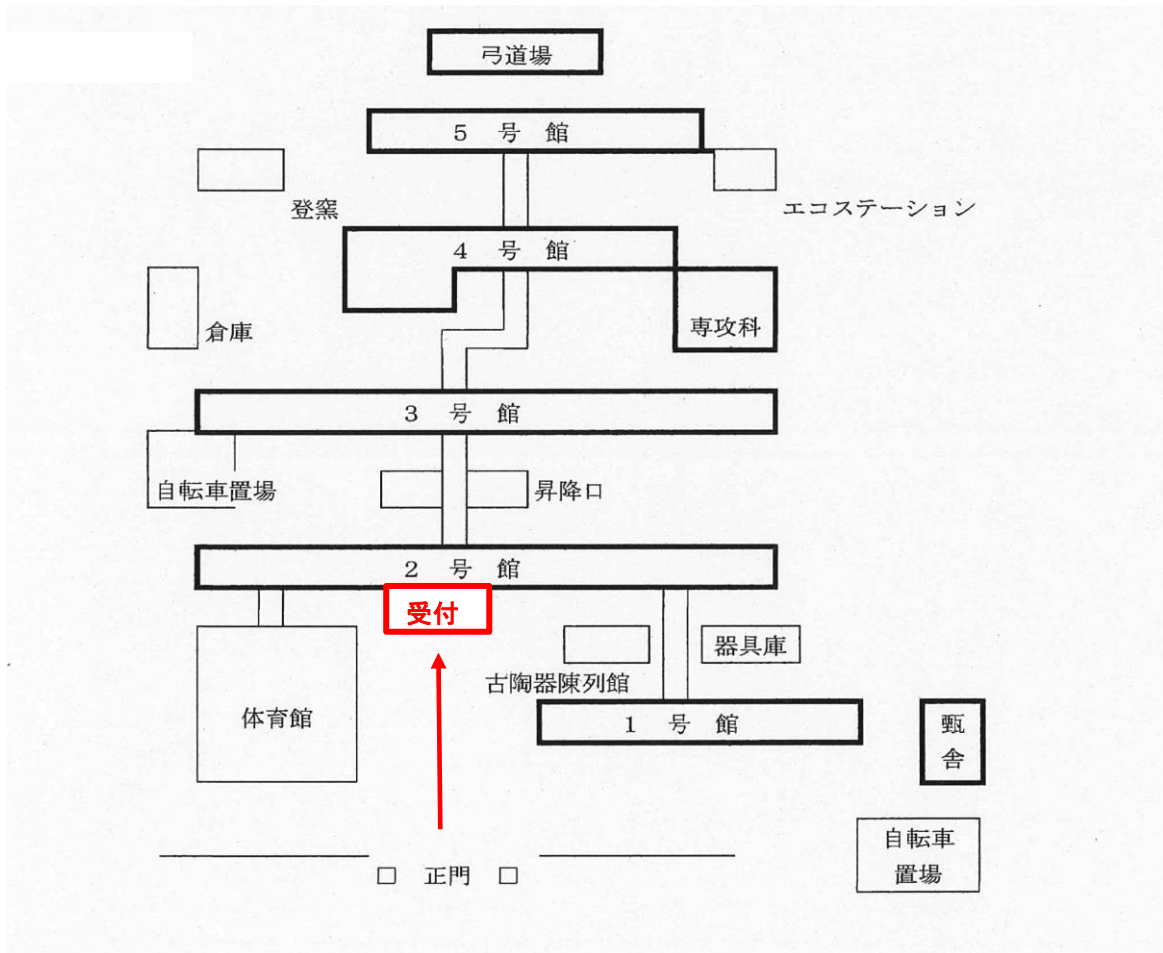 弓道場
5 号 館
登窯
エコステーション
4 号 館
倉庫
専攻科
3 号 館
自転車置場
昇降口
2 号 館
受付
器具庫
古陶器陳列館
体育館
1 号 館
甄
舎
自転車
置場
正門